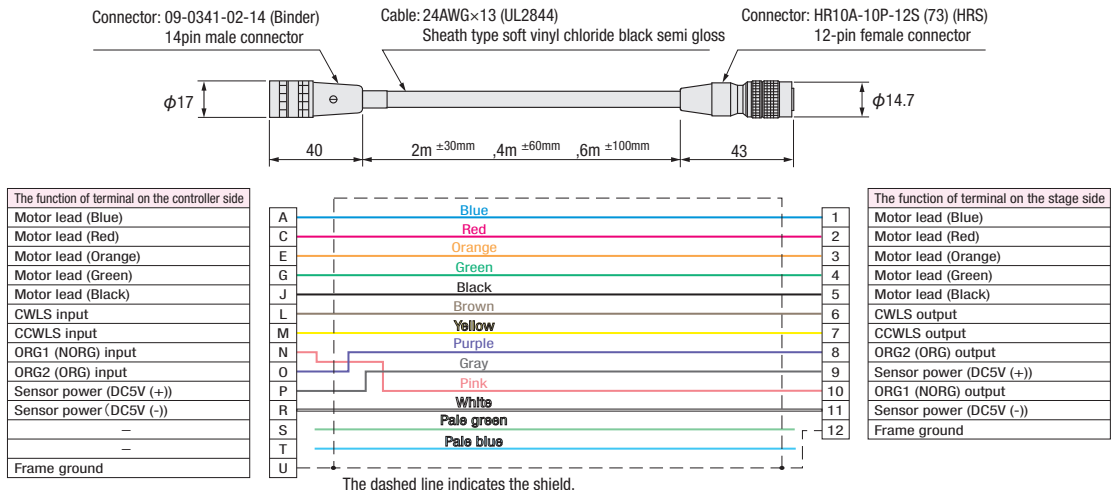 Connector: 09-0341-02-14 (Binder)
14pin male connector
Cable: 24AWG×13 (UL2844)
Sheath type soft vinyl chloride black semi gloss
Connector: HR10A-10P-12S (73) (HRS)
12-pin female connector
φ17
φ14.7
40
2m ±30mm ,4m ±60mm ,6m ±100mm
43
The function of terminal on the controller side
Motor lead (Blue)
Motor lead (Red)
Motor lead (Orange)
Motor lead (Green)
Motor lead (Black)
CWLS input
CCWLS input
ORG1 (NORG) input
ORG2 (ORG) input
Sensor power (DC5V (+))
Sensor power (DC5V (-))
–
–
Frame ground
A
C
E
G
J
L
M
N
O
P
R
S
T
U
Blue
Red
Orange
Green
Black
Brown
Yellow
Purple
Gray
Pink
White
Pale green
Pale blue
1
2
3
4
5
6
7
8
9
10
11
12
The function of terminal on the stage side
Motor lead (Blue)
Motor lead (Red)
Motor lead (Orange)
Motor lead (Green)
Motor lead (Black)
CWLS output
CCWLS output
ORG2 (ORG) output
Sensor power (DC5V (+))
ORG1 (NORG) output
Sensor power (DC5V (-))
Frame ground
The dashed line indicates the shield.